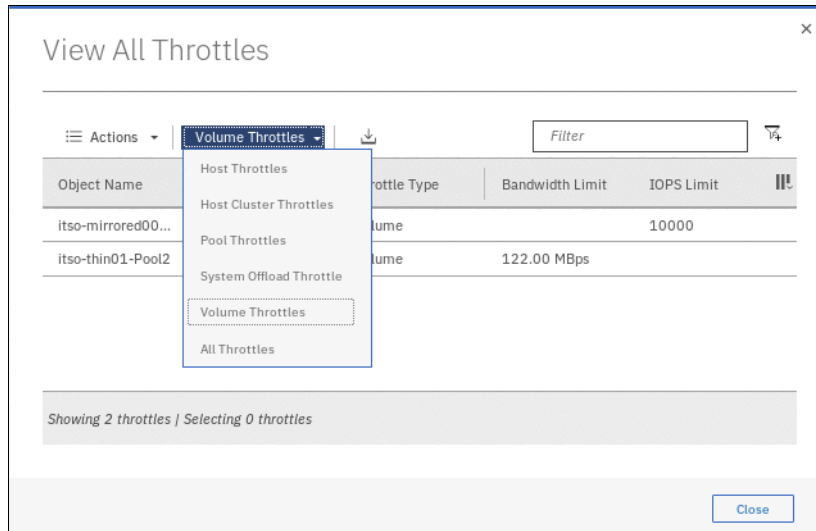 View All Throttles
Actions
Volume Throttles
Filter
Object Name
rottle Type
Bandwidth Limit
IOPS Limit
Host Throttles
Host Cluster Throttles
Pool Throttles
System Offload Throttle
Volume Throttles
All Throttles
itso-mirrored00... lume 10000
itso-thin01-Pool2 lume 122.00 MBps
Showing 2 throttles | Selecting 0 throttles
Close